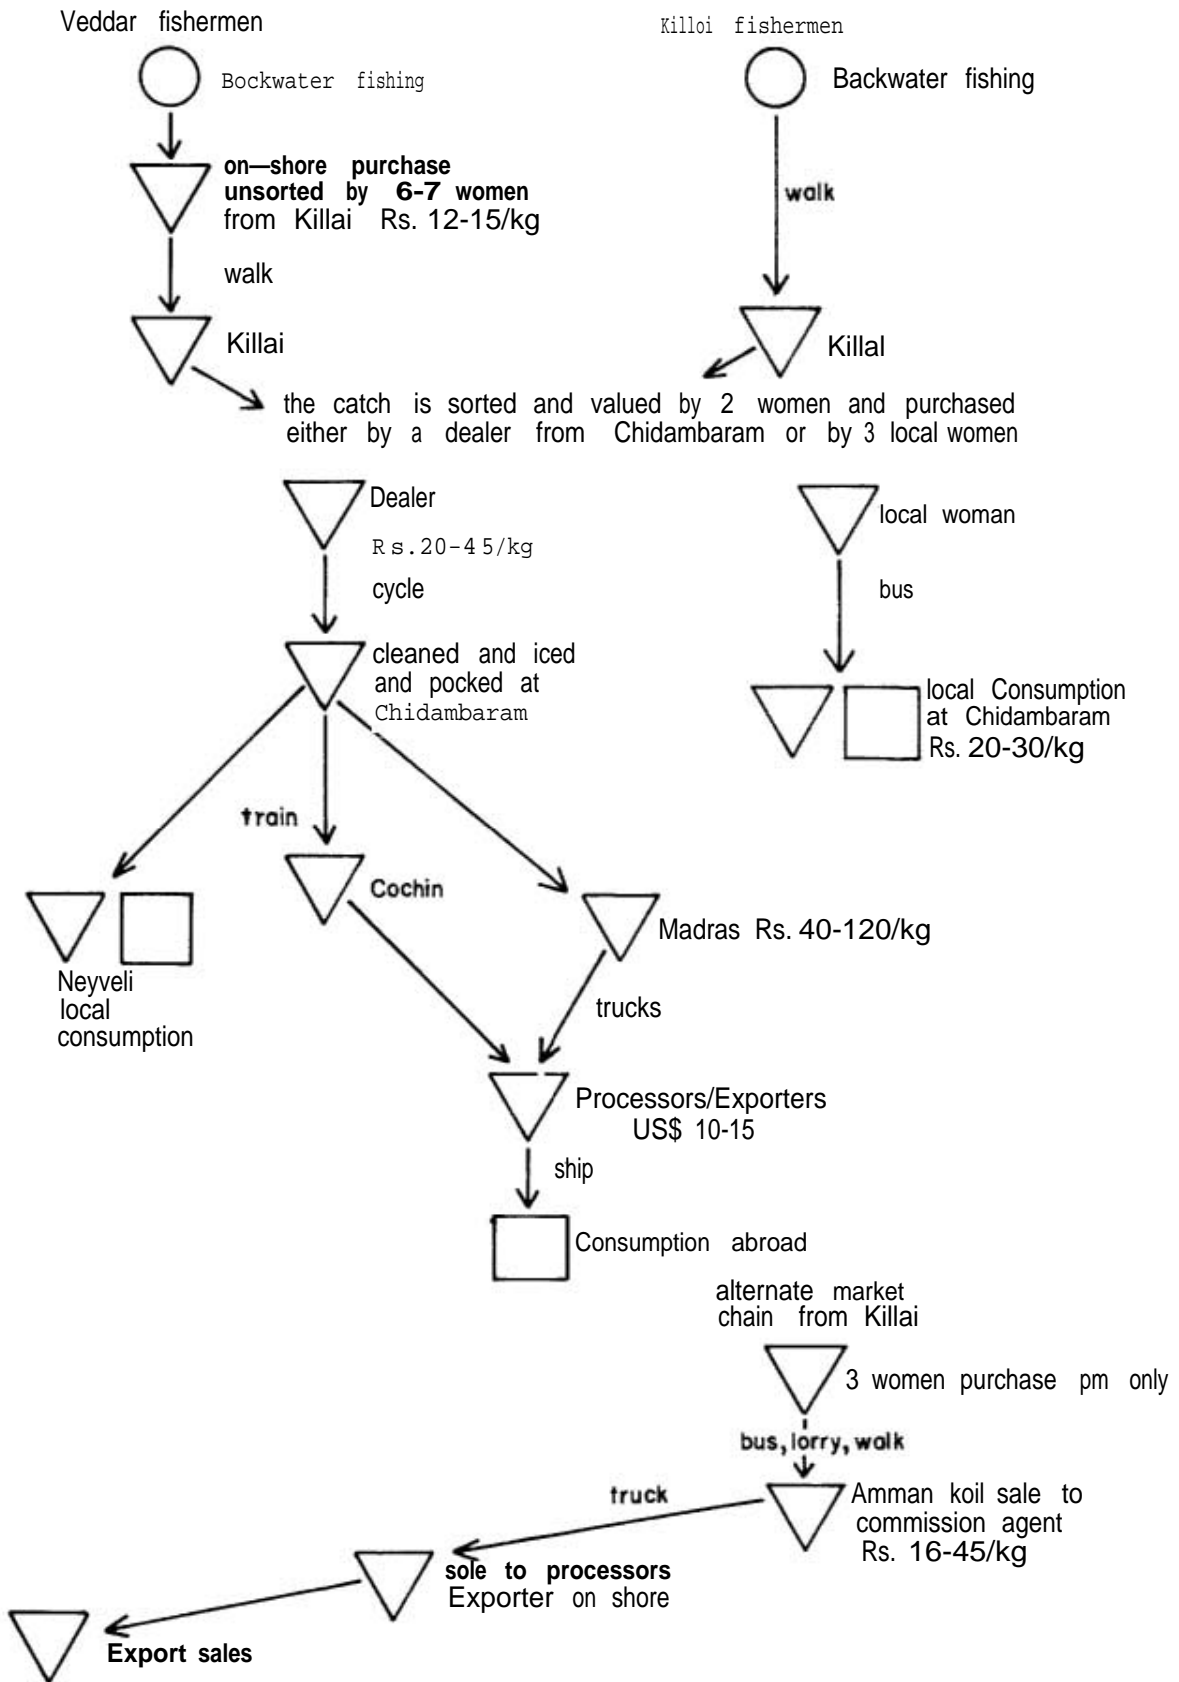 Veddar fishermen
Killoi fishermen
Bockwater fishing
Backwater fishing
on—shore purchase
unsorted by 6-7 women
from Killai Rs. 12-15/kg
walk
walk
Killai
Killal
the catch is sorted and valued by 2 women and purchased
either by a dealer from Chidambaram or by 3 local women
Dealer
Rs.20-45/kg
cycle
local woman
bus
cleaned and iced
and pocked at
Chidambaram
local Consumption
at Chidambaram
Rs. 20-30/kg
train
Cochin
Madras Rs. 40-120/kg
Neyveli
local
consumption
trucks
Processors/Exporters
US$ 10-15
ship
Consumption abroad
alternate market
chain from Killai
3 women purchase pm only
bus, lorry, walk
Amman koil sale to
commission agent
Rs. 16-45/kg
truck
sole to processors
Exporter on shore
Export sales